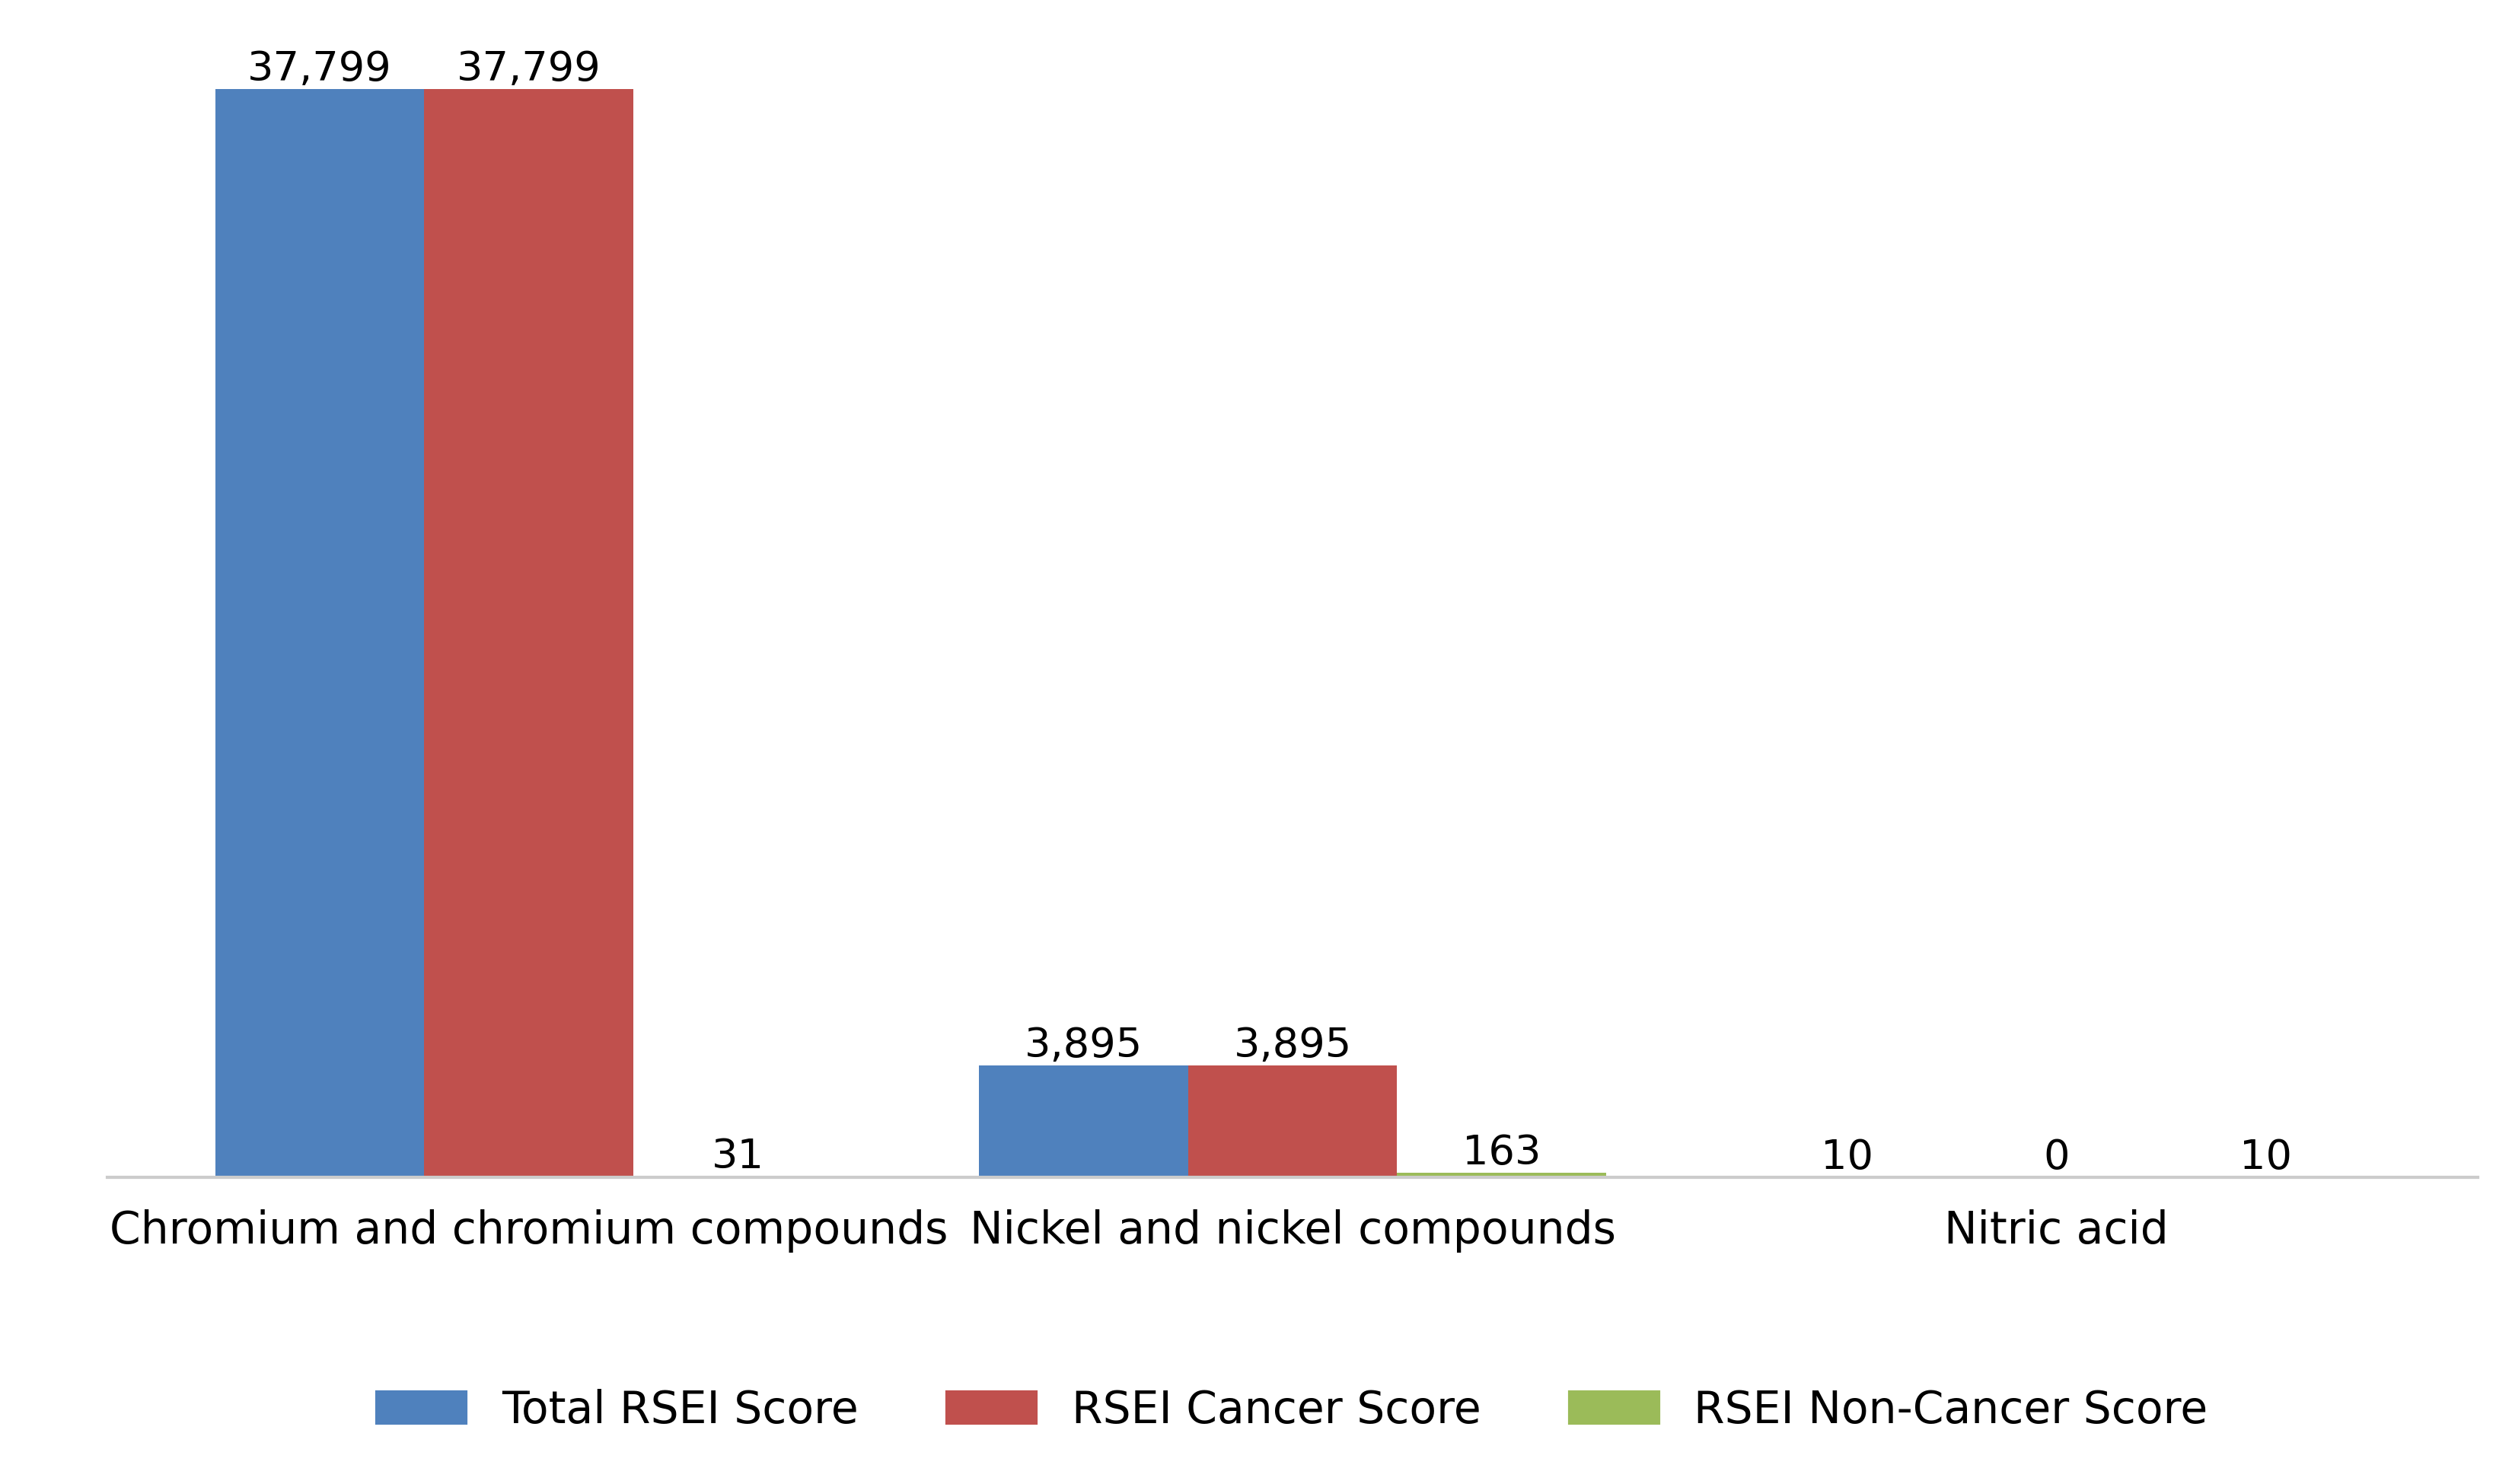 37,799 37,799
31
3,895 3,895
163
10 0 10
Chromium and chromium compounds Nickel and nickel compounds Nitric acid
Total RSEI Score RSEI Cancer Score RSEI Non-Cancer Score